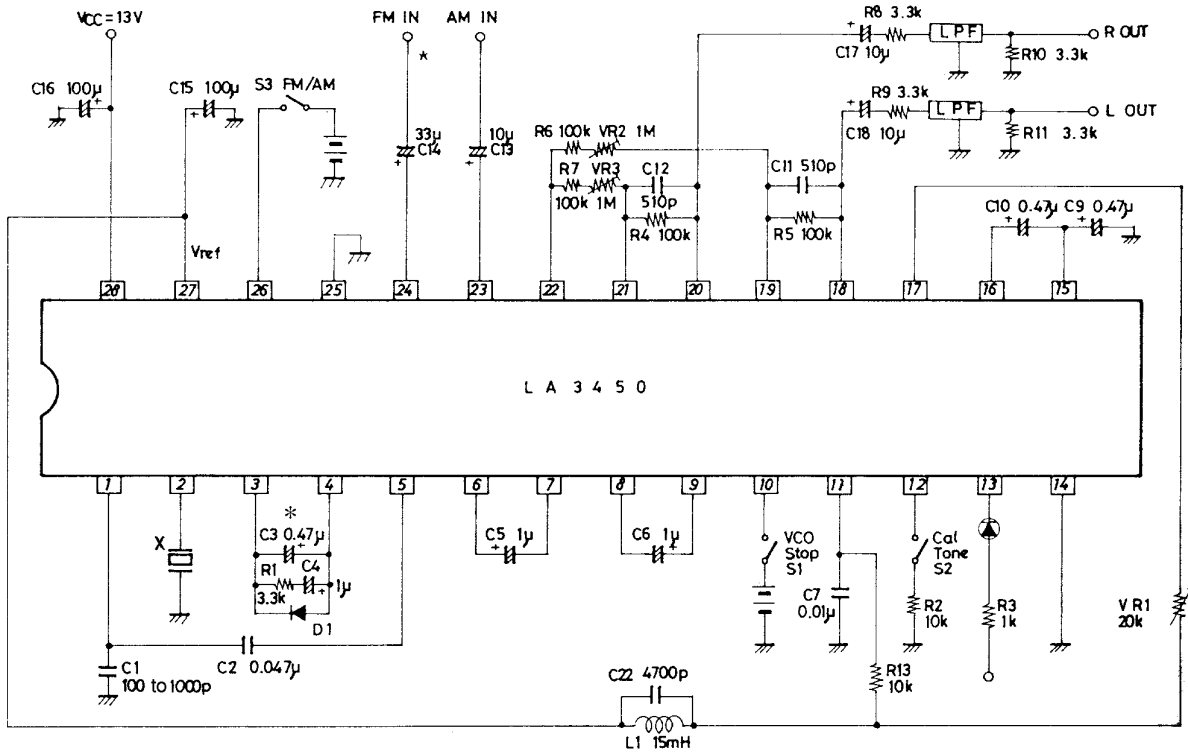 VCC=13V
FM IN
AM IN
*
R8 3.3k
LPF
R OUT
C17 10μ
R10 3.3k
C16 100μ
+
C15 100μ
+
S3 FM/AM
R9 3.3k
LPF
L OUT
C18 10μ
R11 3.3k
33μ
C14
+
10μ
C13
+
R6 100k VR2 1M
R7
VR3
100k 1M
C12
510p
R4 100k
C11 510p
R5 100k
C10 0.47μ C9 0.47μ
+ +
Vref
28 27 26 25 24 23 22 21 20 19 18 17 16 15
LA3450
1 2 3 4 5 6 7 8 9 10 11 12 13 14
X
*
C3 0.47μ
+
R1
C4
3.3k
+
1μ
D1
C5 1μ
+
C6 1μ
+
VCO
Stop
S1
C7
0.01μ
Cal
Tone
S2
R2
10k
R3
1k
VR1
20k
C1
100 to 1000p
C2 0.047μ
C22 4700p
R13
10k
L1 15mH